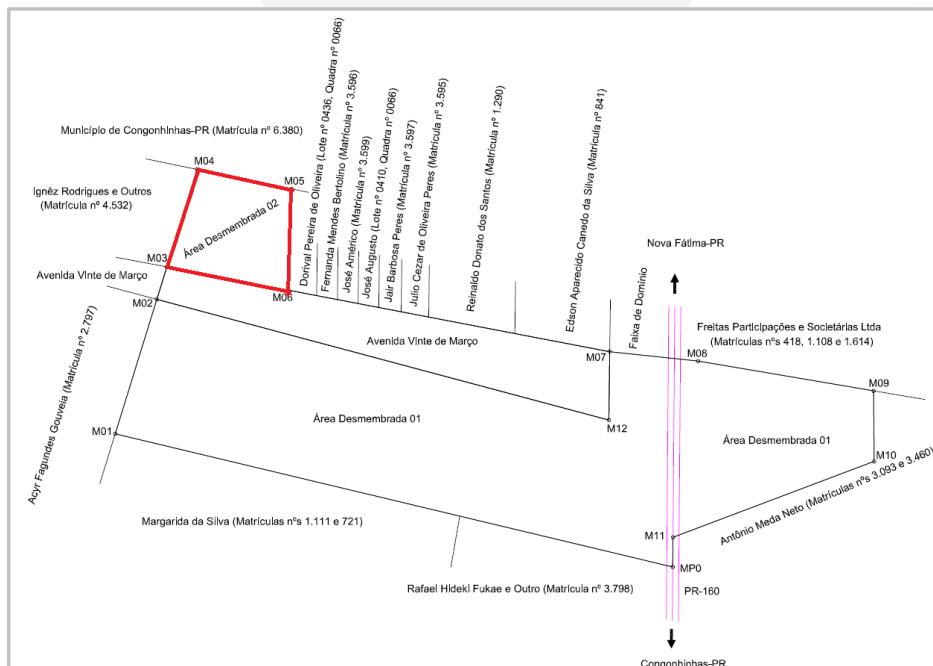 Município de Congonhinhas-PR (Matrícula nº 6.380)
M04
M05
Ignêz Rodrigues e Outros
(Matrícula nº 4.532)
Área Desmembrada 02
M03
M06
Avenida Vinte de Março
M02
Dorival Pereira de Oliveira (Lote nº 0436, Quadra nº 0066)
Fernanda Mendes Bertolino (Matrícula nº 3.596)
José Américo (Matrícula nº 3.599)
José Augusto (Lote nº 0410, Quadra nº 0066)
Jair Barbosa Peres (Matrícula nº 3.597)
Julio Cezar de Oliveira Peres (Matrícula nº 3.595)
Reinaldo Donato dos Santos (Matrícula nº 1.290)
Edson Aparecido Canedo da Silva (Matrícula nº 841)
Faixa de Domínio
Nova Fátima-PR
Freitas Participações e Societárias Ltda
(Matrículas nºs 418, 1.108 e 1.614)
Avenida Vinte de Março
M07
M08
M09
Acyr Fagundes Gouveia (Matrícula nº 2.797)
Área Desmembrada 01
M12
Área Desmembrada 01
M01
M10
Antônio Meda Neto (Matrículas nºs 3.093 e 3.460)
Margarida da Silva (Matrículas nºs 1.111 e 721)
M11
MP0
Rafael Hideki Fukae e Outro (Matrícula nº 3.798)
PR-160
Congonhinhas-PR